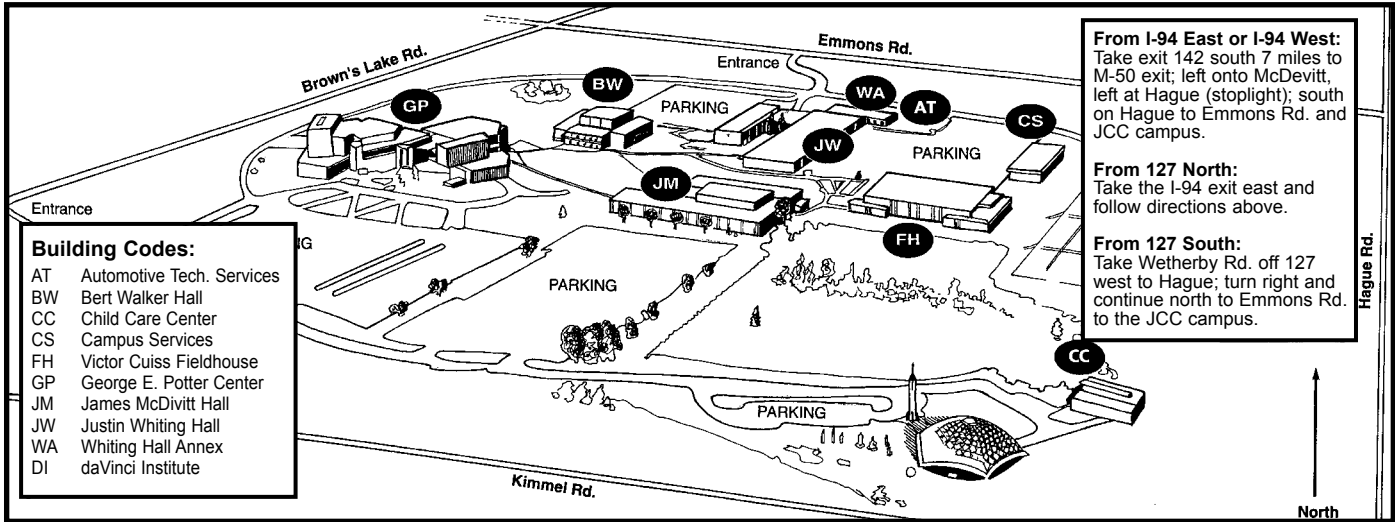 Brown's Lake Rd.
Emmons Rd.
Entrance
From I-94 East or I-94 West:
Take exit 142 south 7 miles to
M-50 exit; left onto McDevitt,
left at Hague (stoplight); south
on Hague to Emmons Rd. and
JCC campus.
From 127 North:
Take the I-94 exit east and
follow directions above.
From 127 South:
Take Wetherby Rd. off 127
west to Hague; turn right and
continue north to Emmons Rd.
to the JCC campus.
BW
WA
AT
GP
PARKING
CS
JW
PARKING
JM
Entrance
FH
Hague Rd.
Building Codes:
AT Automotive Tech. Services
BW Bert Walker Hall
CC Child Care Center
CS Campus Services
FH Victor Cuiss Fieldhouse
GP George E. Potter Center
JM James McDivitt Hall
JW Justin Whiting Hall
WA Whiting Hall Annex
DI daVinci Institute
NG
PARKING
CC
PARKING
Kimmel Rd.
North